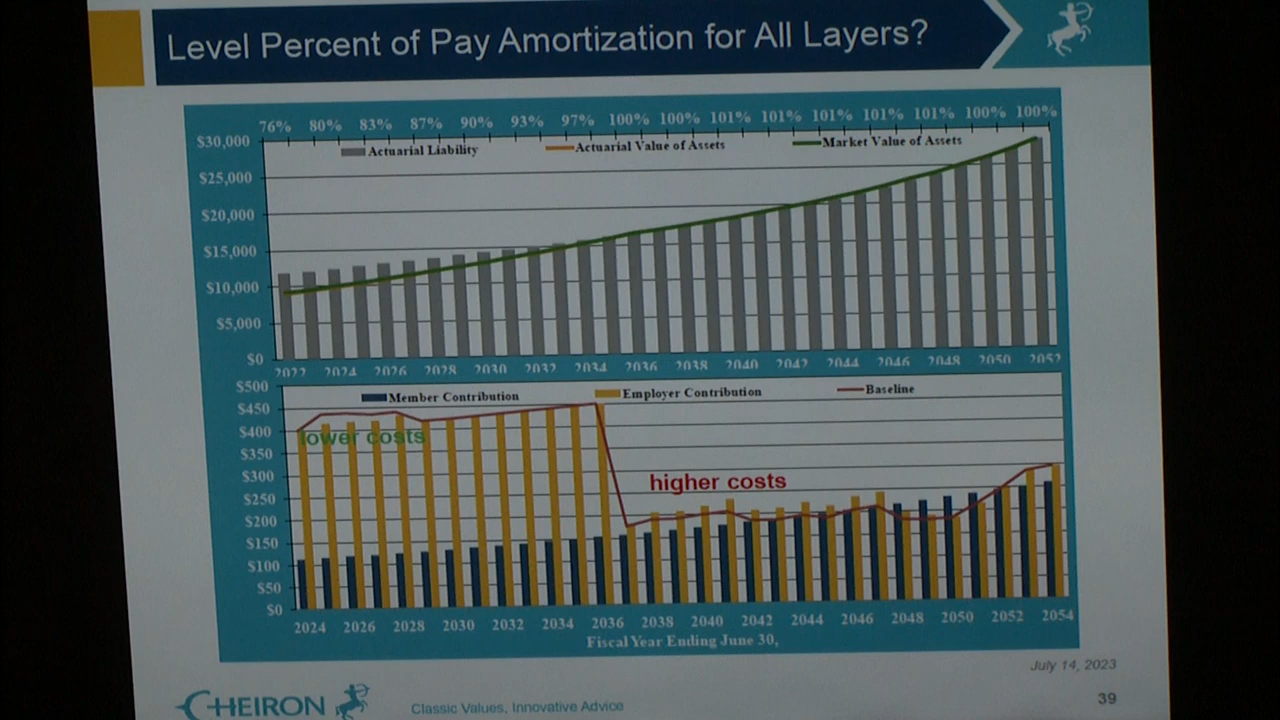 Level Percent of Pay Amortization for All Layers?
76% 80% 83% 87% 90% 93% 97% 100% 100% 101% 101% 101% 101% 101% 100% 100%
$30,000
Actuarial Liability Actuarial Value of Assets Market Value of Assets
$25,000
$20,000
$15,000
$10,000
$5,000
$0
2022 2024 2026 2028 2030 2032 2034 2036 2038 2040 2042 2044 2046 2048 2050 2052
$500
Member Contribution Employer Contribution Baseline
$450
$400
lower costs
$350
$300
higher costs
$250
$200
$150
$100
$50
$0
2024 2026 2028 2030 2032 2034 2036 2038 2040 2042 2044 2046 2048 2050 2052 2054
Fiscal Year Ending June 30,
July 14, 2023
CHEIRON
Classic Values, Innovative Advice
39